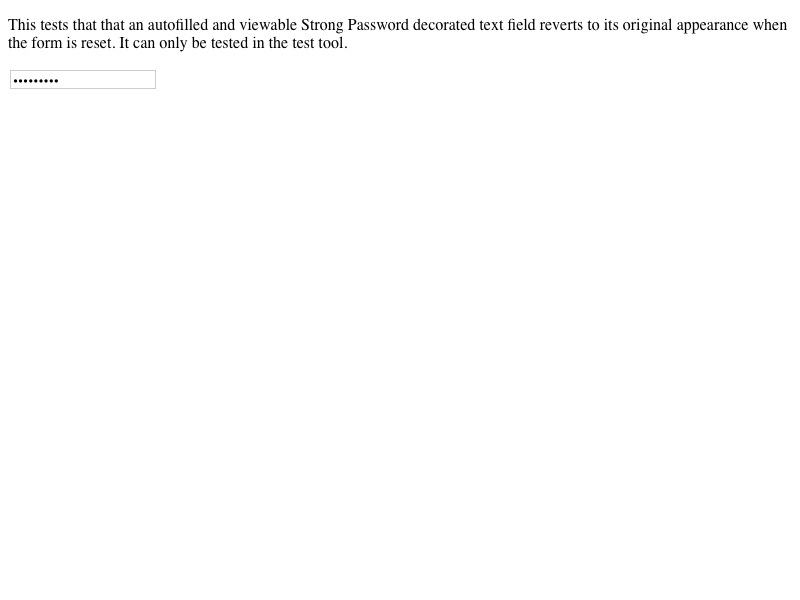 This tests that that an autofilled and viewable Strong Password decorated text field reverts to its original appearance when
the form is reset. It can only be tested in the test tool.
•••••••••